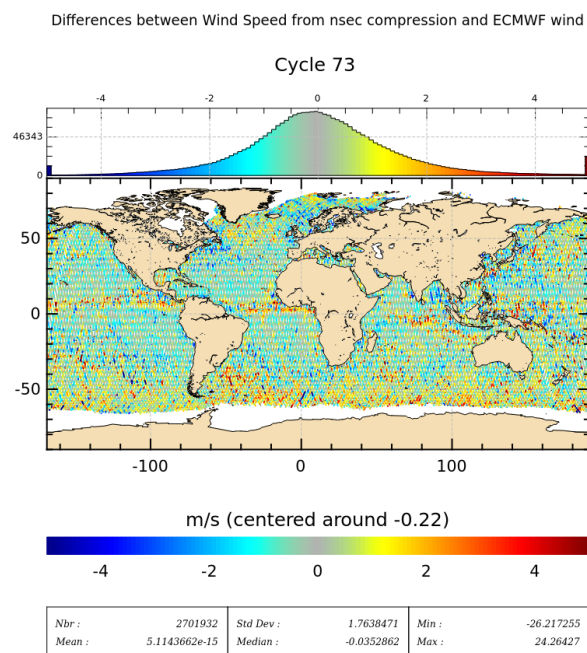 Differences between Wind Speed from nsec compression and ECMWF wind
Cycle 73
-4 -2 0 2 4
46343
0
50
0
-50
-100 0 100
m/s (centered around -0.22)
-4 -2 0 2 4
Nbr : 2701932 Std Dev : 1.7638471 Min : -26.217255
Mean : 5.1143662e-15 Median : -0.0352862 Max : 24.26427